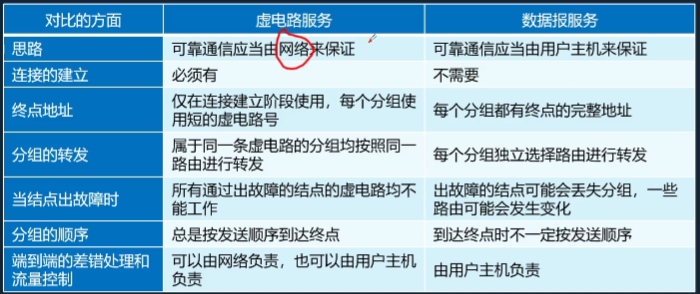 对比的方面 虚电路服务 数据报服务
思路 可靠通信应当由网络来保证 可靠通信应当由用户主机来保证
连接的建立 必须有 不需要
终点地址 仅在连接建立阶段使用，每个分组使 每个分组都有终点的完整地址
用短的虚电路号
分组的转发 属于同一条虚电路的分组均按照同一 每个分组独立选择路由进行转发
路由进行转发
当结点出故障时 所有通过出故障的结点的虚电路均不 出故障的结点可能会丢失分组，一些
能工作 路由可能会发生变化
分组的顺序 总是按发送顺序到达终点 到达终点时不一定按发送顺序
端到端的差错处理和 可以由网络负责，也可以由用户主机 由用户主机负责
流量控制 负责